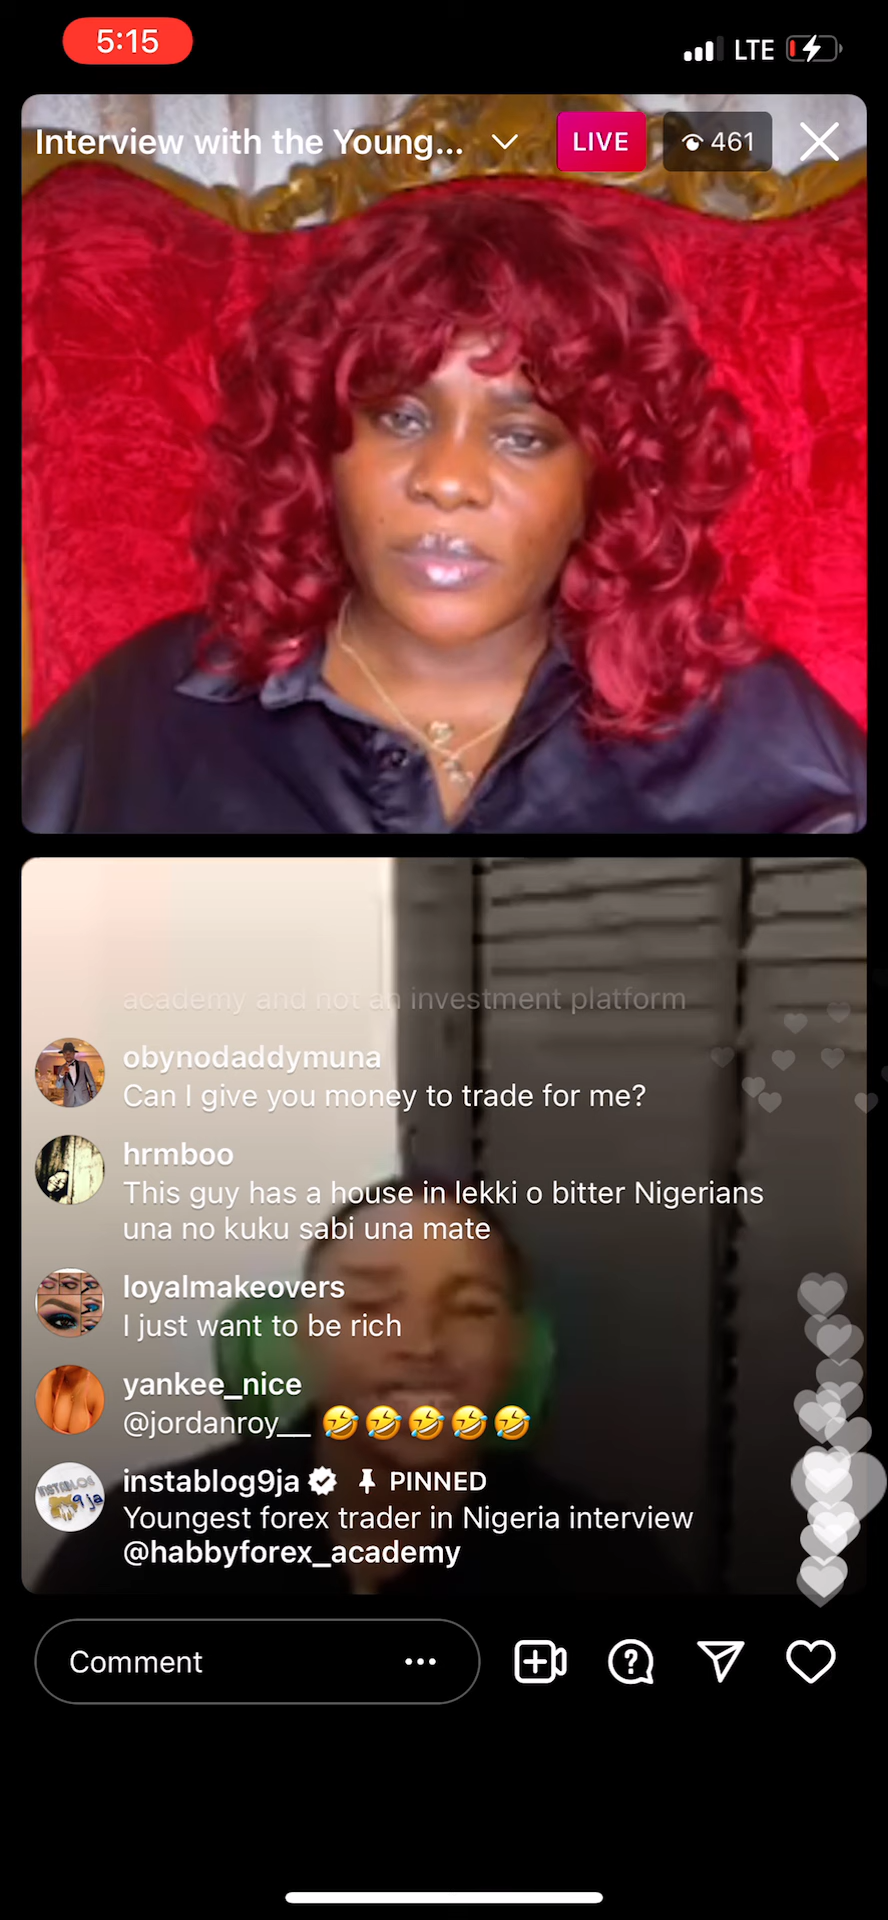 5:15
LTE
Interview with the Young...
LIVE
461
academy and not an investment platform
obynodaddymuna
Can I give you money to trade for me?
hrmboo
This guy has a house in lekki o bitter Nigerians
una no kuku sabi una mate
loyalmakeovers
I just want to be rich
yankee_nice
@jordanroy__ 🤣🤣🤣🤣🤣
INSTABLOG
9ja
instablog9ja PINNED
Youngest forex trader in Nigeria interview
@habbyforex_academy
Comment